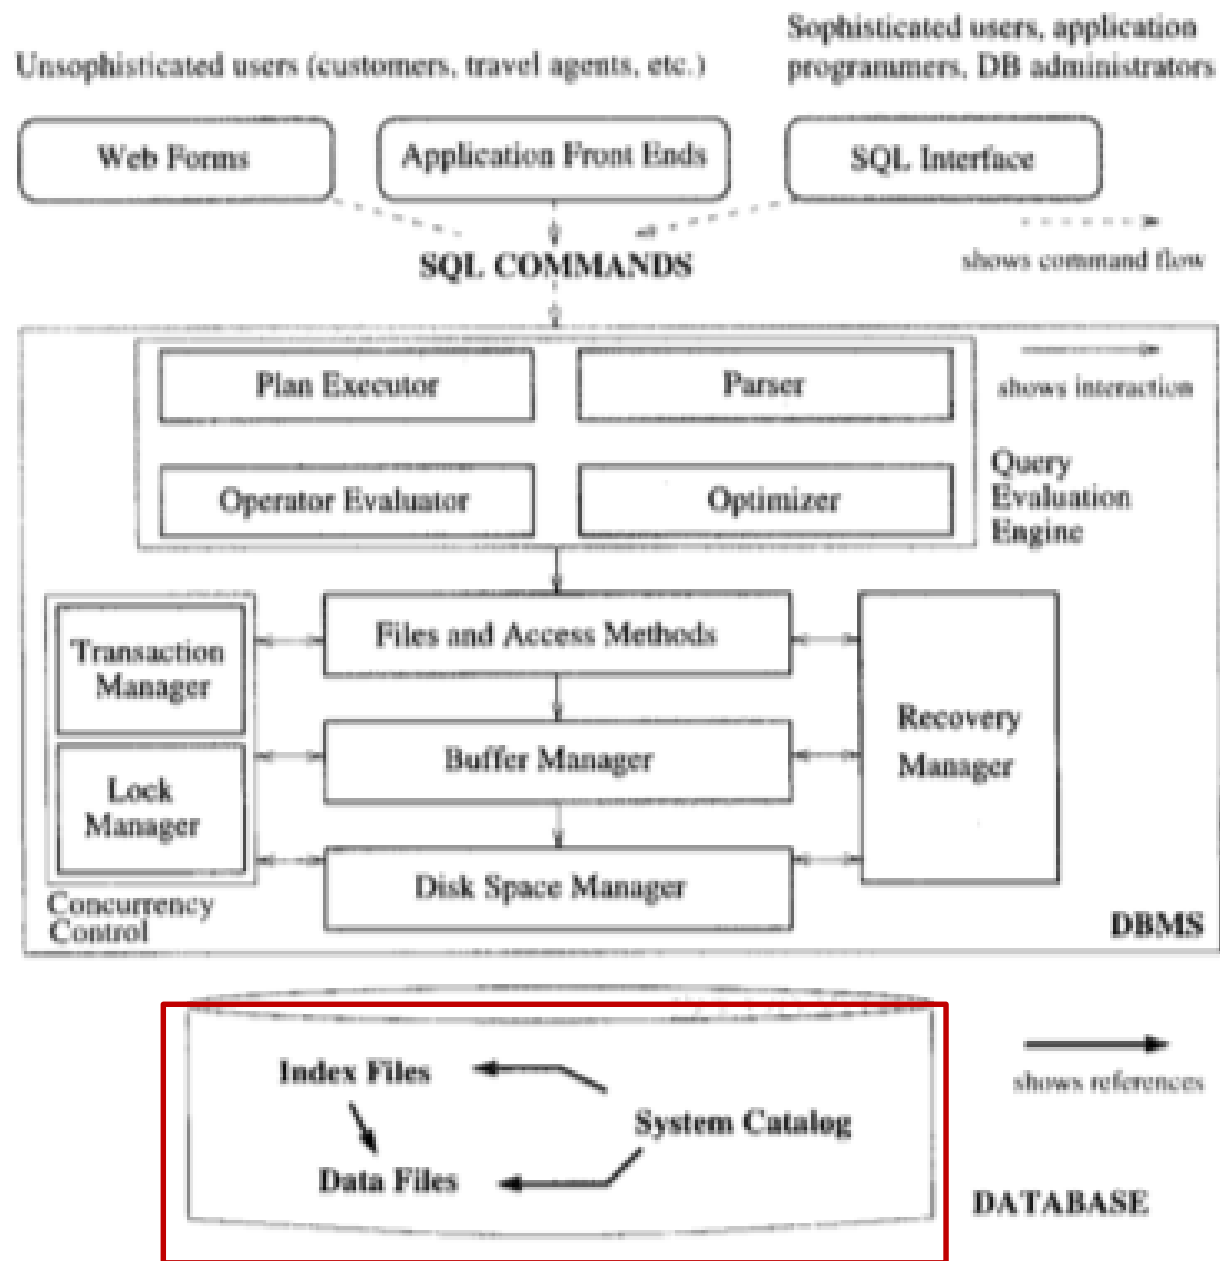 Sophisticated users, application
Unsophisticated users (customers, travel agents, etc.)
programmers, DB administrators
Web Forms
Application Front Ends
SQL Interface
SQL COMMANDS
shows command flow
Plan Executor
Parser
shows interaction
Operator Evaluator
Optimizer
Query
Evaluation
Engine
Transaction
Manager
Files and Access Methods
Recovery
Manager
Buffer Manager
Lock
Manager
Disk Space Manager
Concurrency
Control
DBMS
Index Files
System Catalog
Data Files
shows references
DATABASE